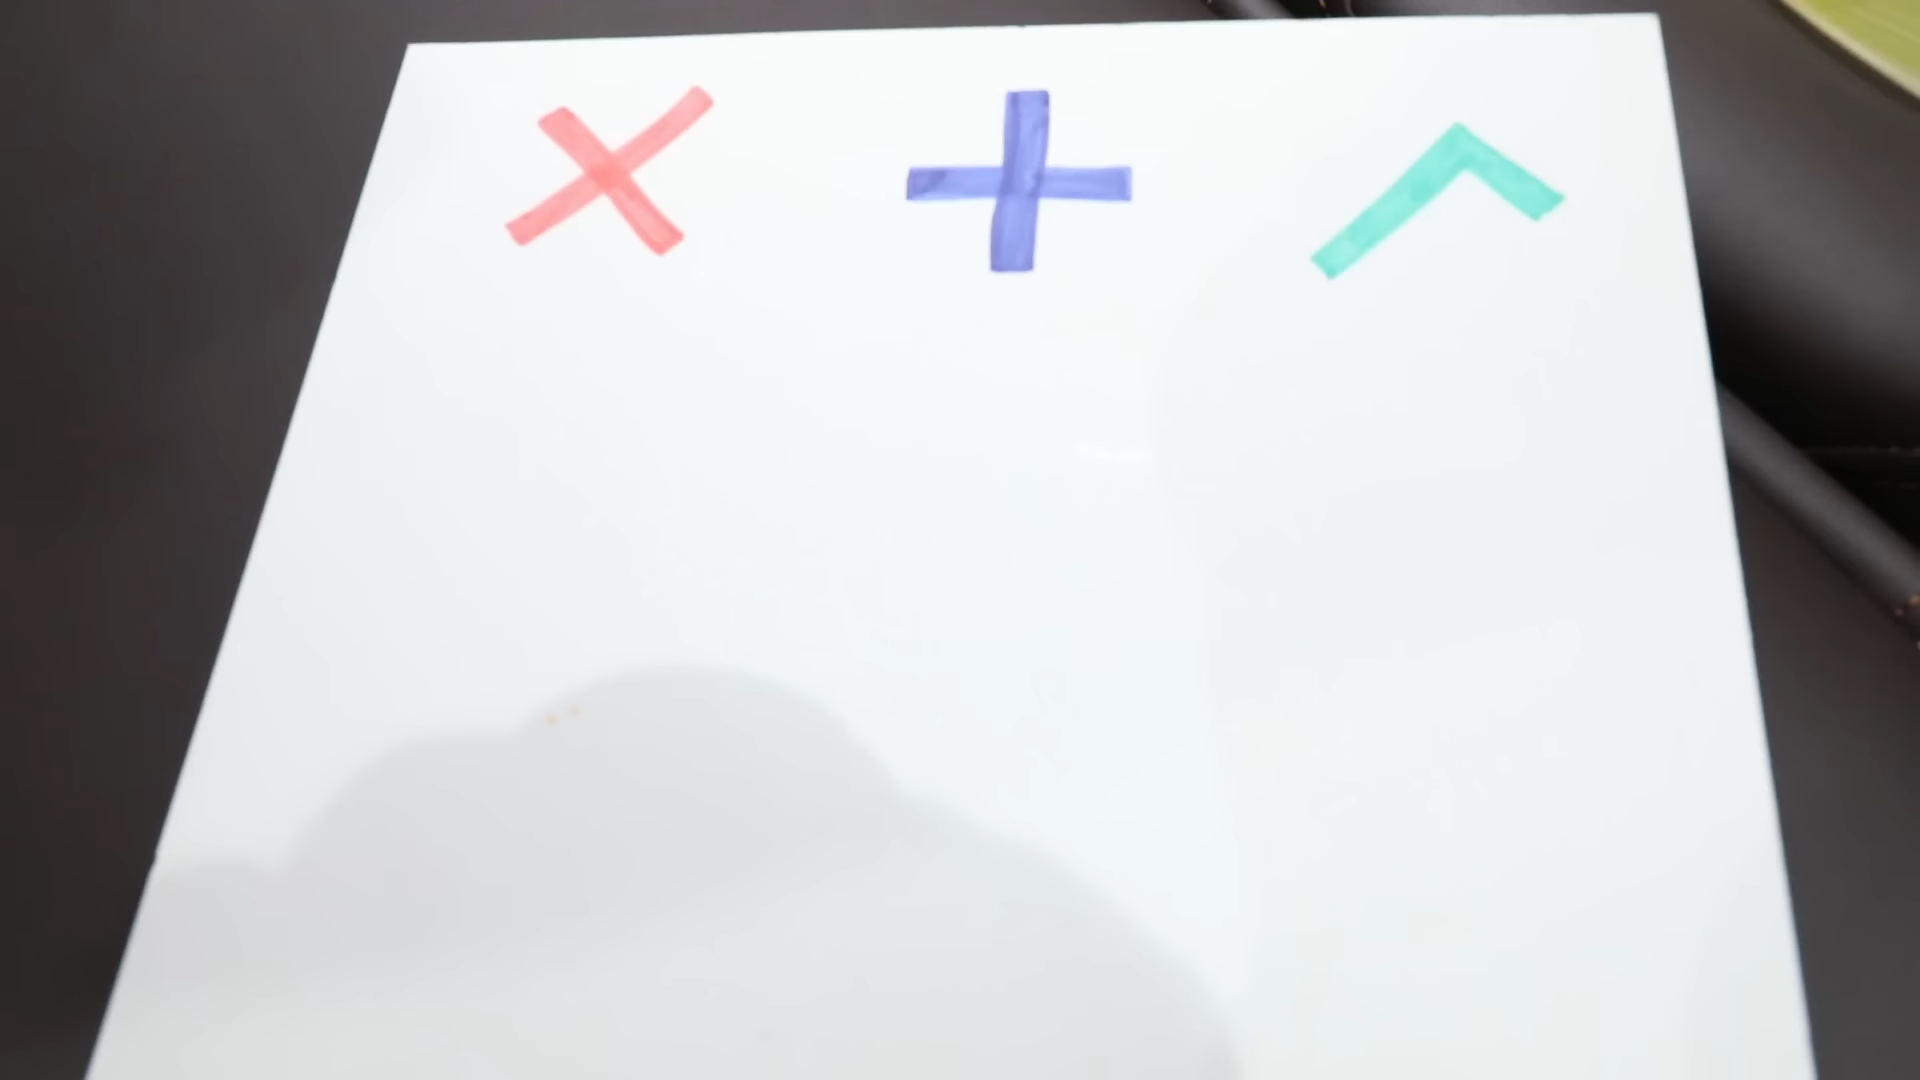 × + ^